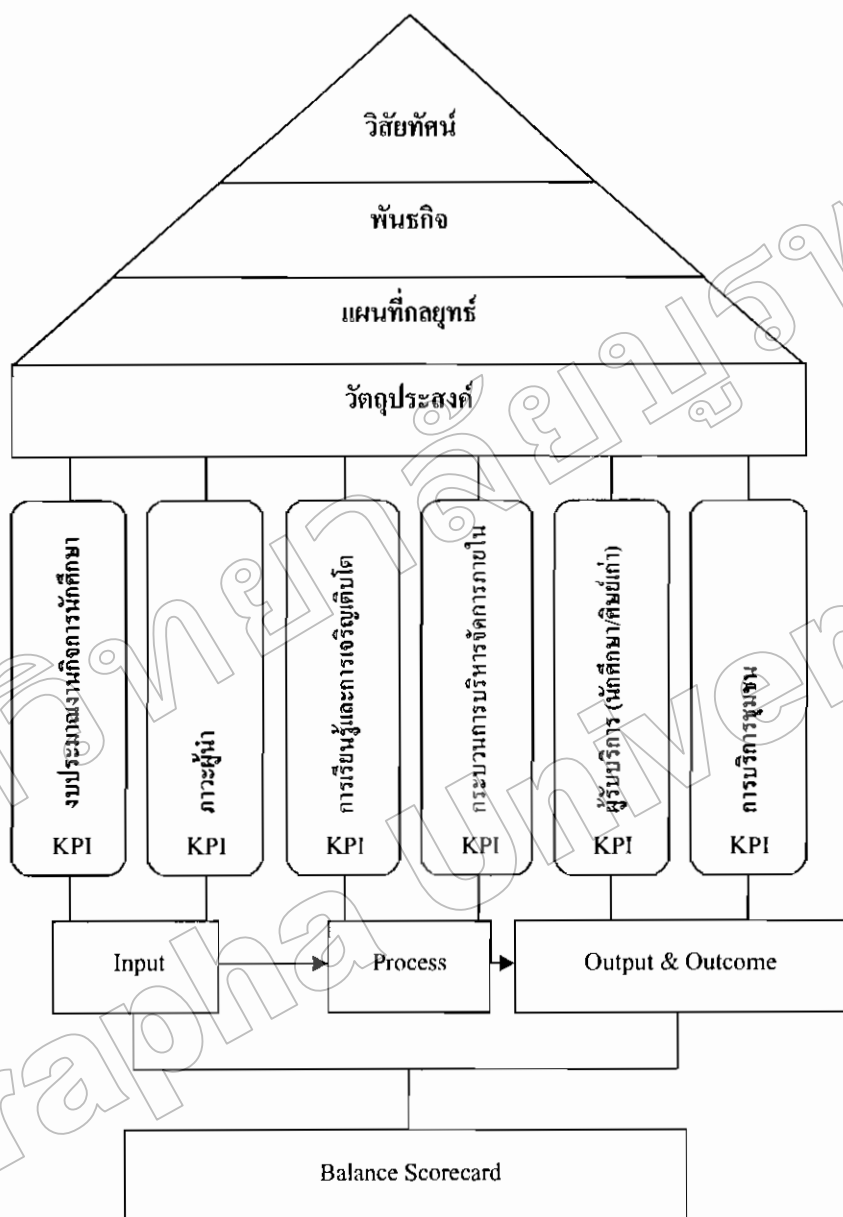 วิสัยทัศน์
พันธกิจ
แผนที่กลยุทธ์
วัตถุประสงค์
งบประมาณงานกิจการนักศึกษา
KPI
ภาวะผู้นำ
KPI
การเรียนรู้และการเจริญเติบโต
KPI
กระบวนการบริหารจัดการภายใน
KPI
ผู้รับบริการ (นักศึกษา/ศิษย์เก่า)
KPI
การบริการชุมชน
KPI
Input
Process
Output & Outcome
Balance Scorecard